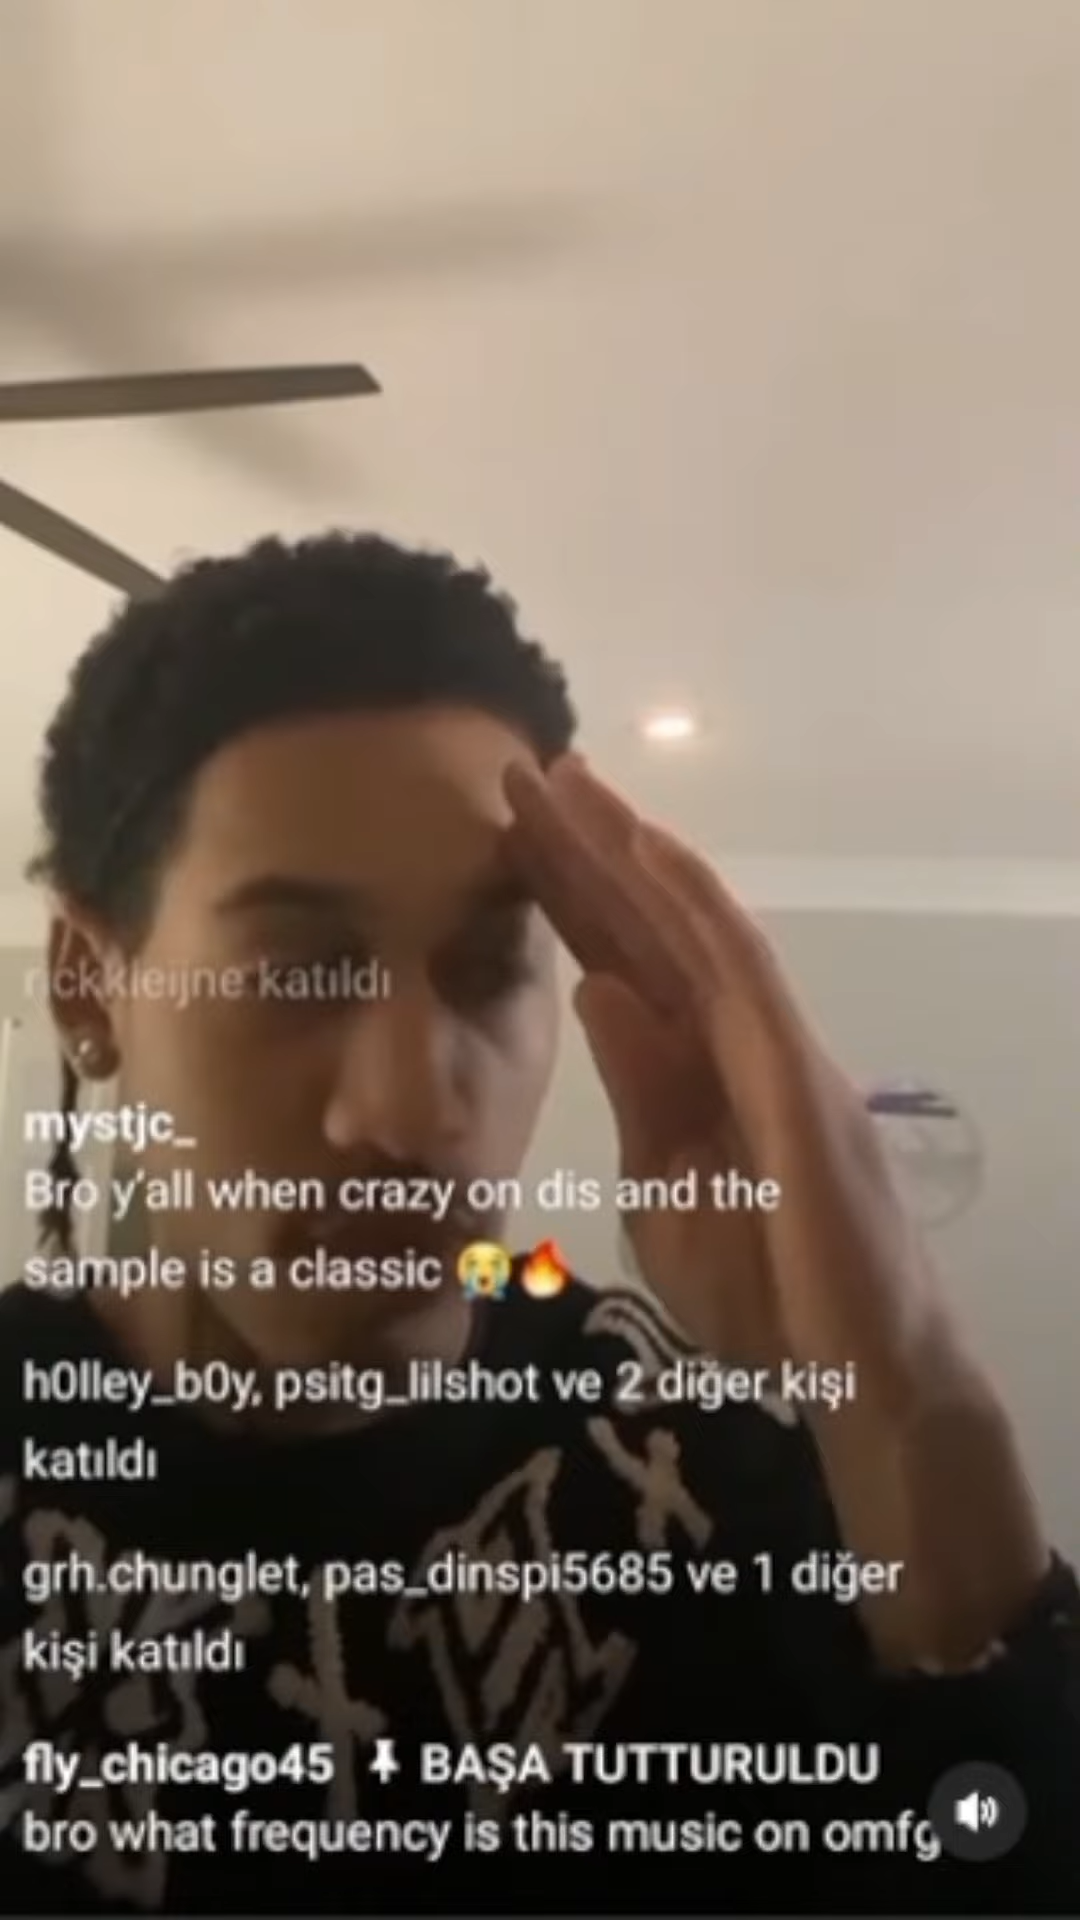 rickkleijne katıldı
mystjc_
Bro y'all when crazy on dis and the
sample is a classic 😭🔥
h0lley_b0y, psitg_lilshot ve 2 diğer kişi
katıldı
grh.chunglet, pas_dinspi5685 ve 1 diğer
kişi katıldı
fly_chicago45 📌 BAŞA TUTTURULDU
bro what frequency is this music on omfg